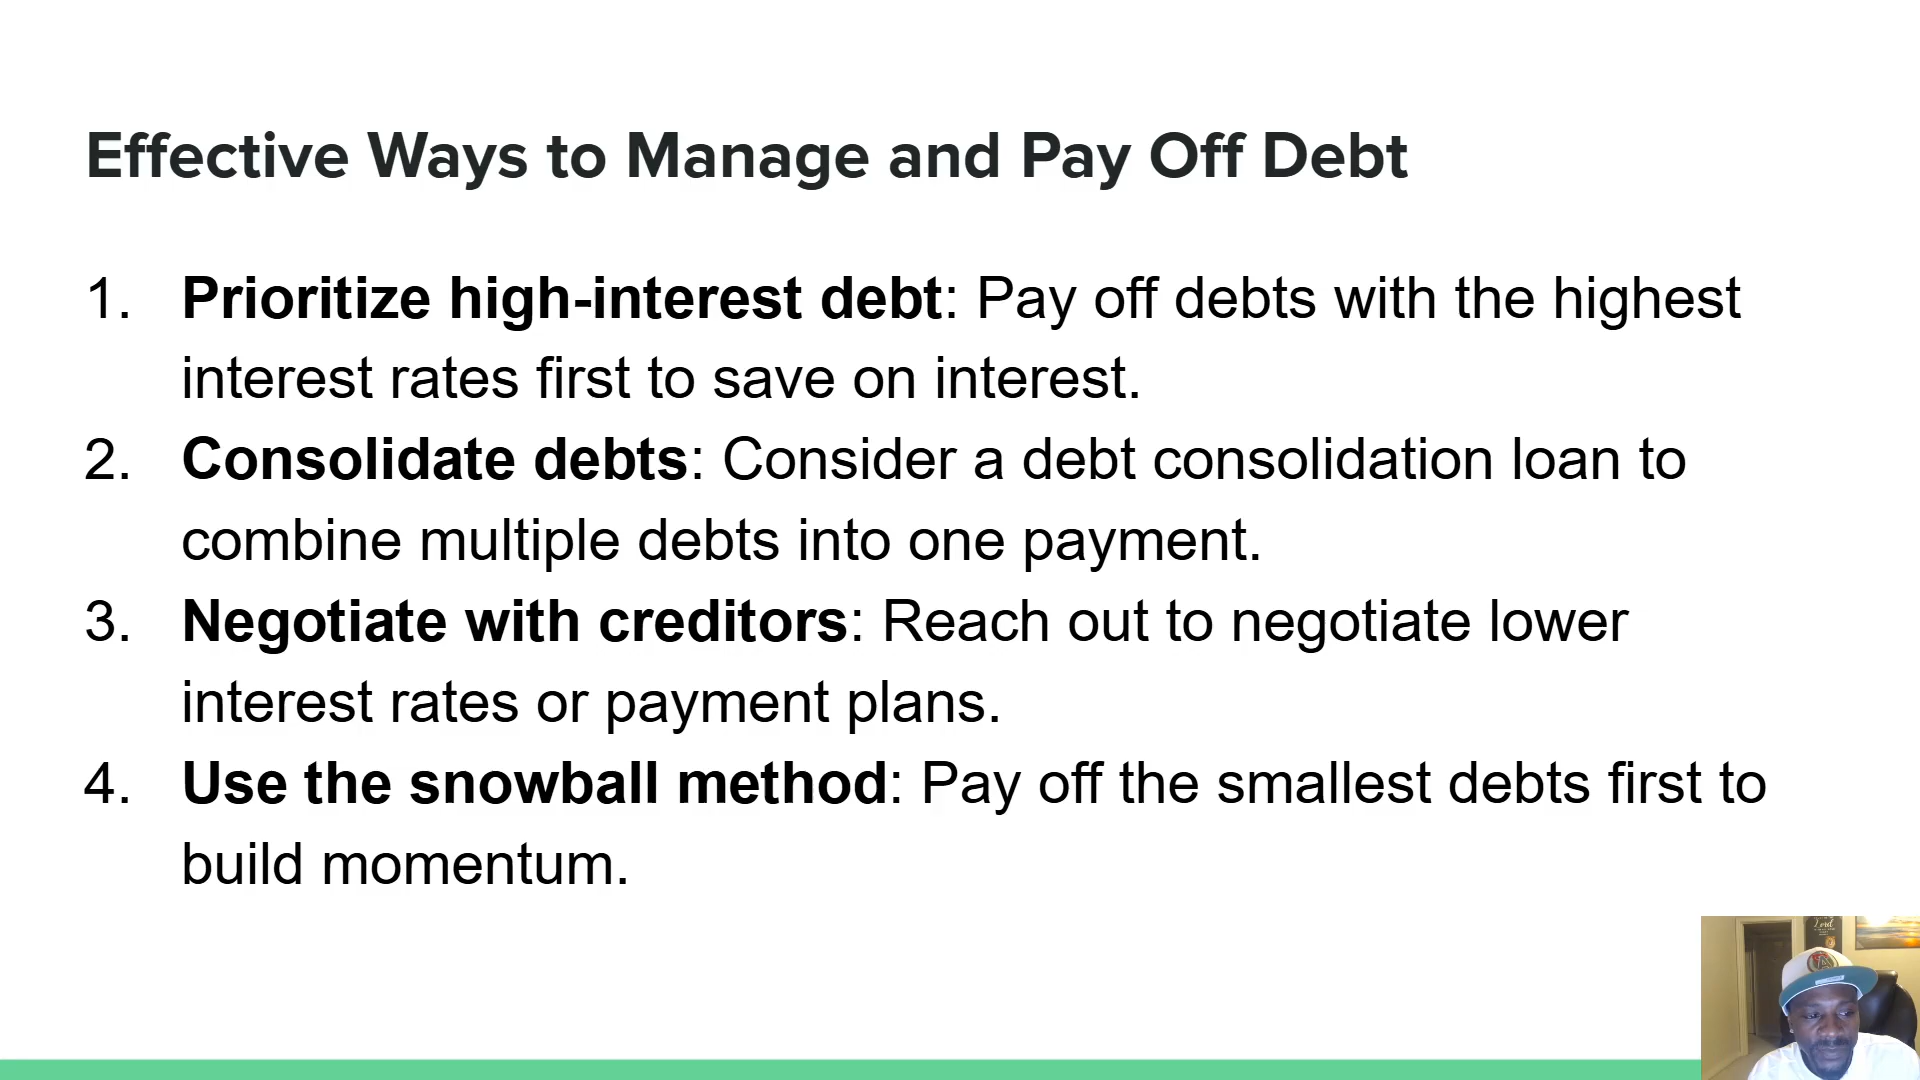 Effective Ways to Manage and Pay Off Debt
1. Prioritize high-interest debt: Pay off debts with the highest
interest rates first to save on interest.
2. Consolidate debts: Consider a debt consolidation loan to
combine multiple debts into one payment.
3. Negotiate with creditors: Reach out to negotiate lower
interest rates or payment plans.
4. Use the snowball method: Pay off the smallest debts first to
build momentum.
Lord